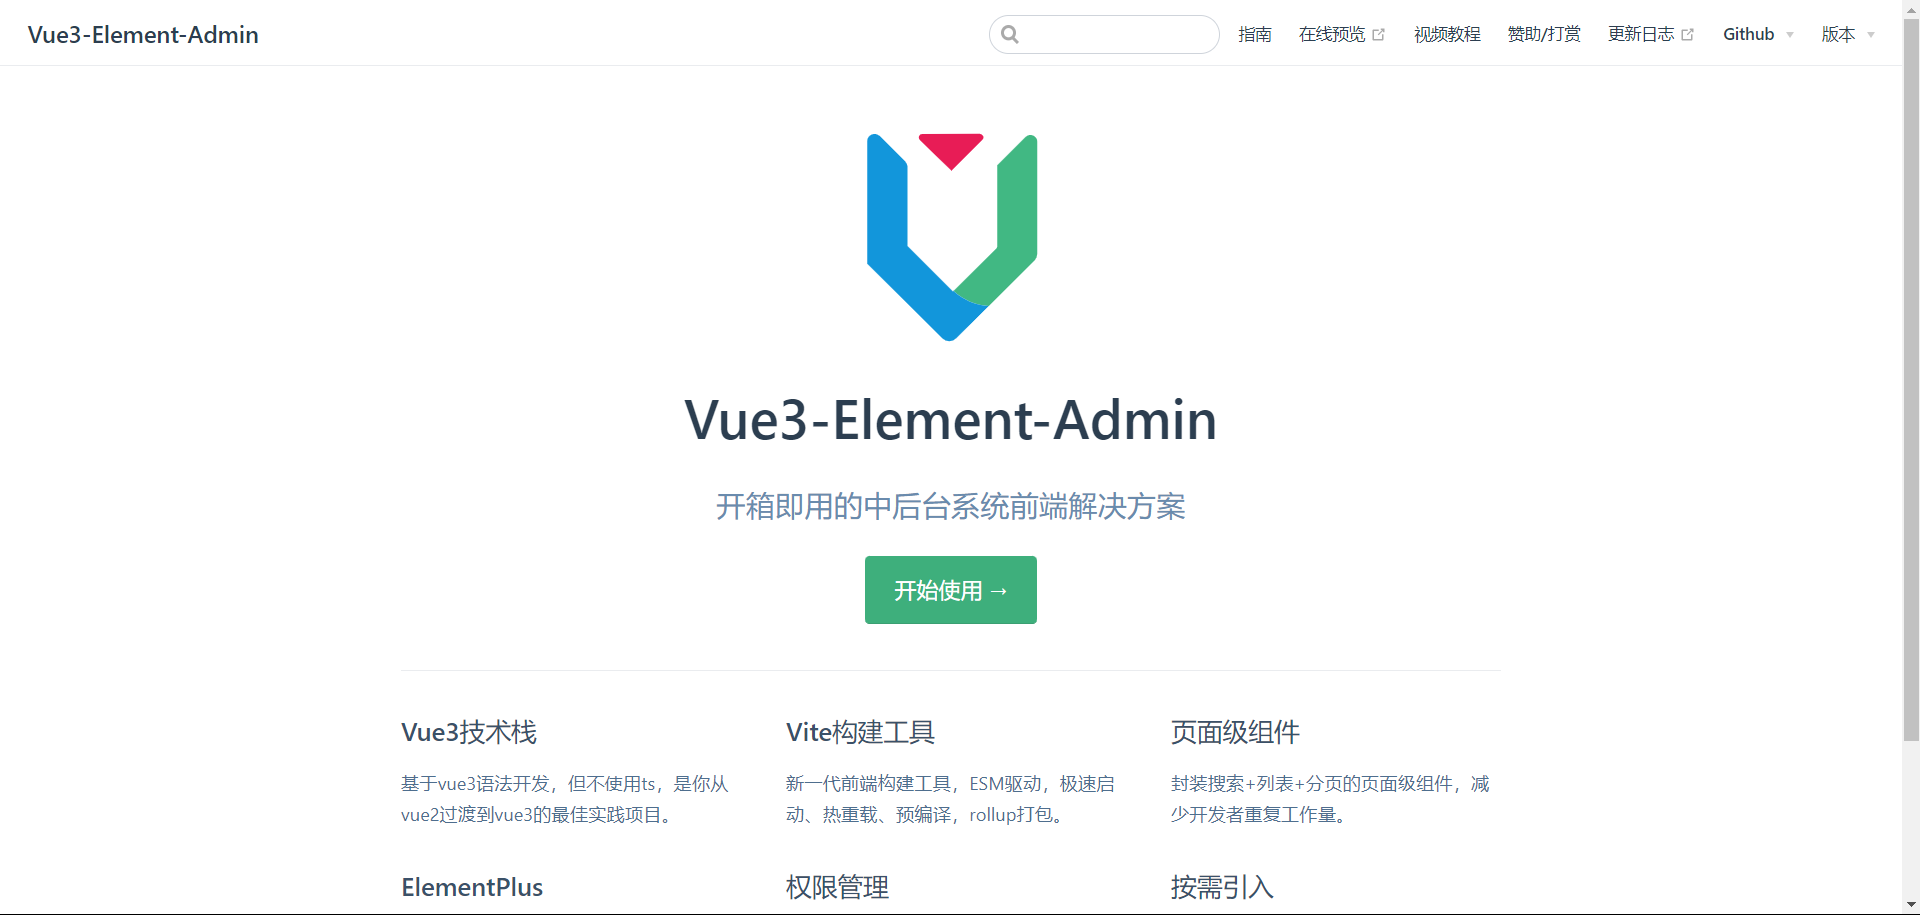 Vue3-Element-Admin
指南 在线预览 视频教程 赞助/打赏 更新日志 Github 版本
Vue3-Element-Admin
开箱即用的中后台系统前端解决方案
开始使用 →
Vue3技术栈
基于vue3语法开发，但不使用ts，是你从
vue2过渡到vue3的最佳实践项目。
Vite构建工具
新一代前端构建工具，ESM驱动，极速启
动、热重载、预编译，rollup打包。
页面级组件
封装搜索+列表+分页的页面级组件，减
少开发者重复工作量。
ElementPlus
权限管理
按需引入